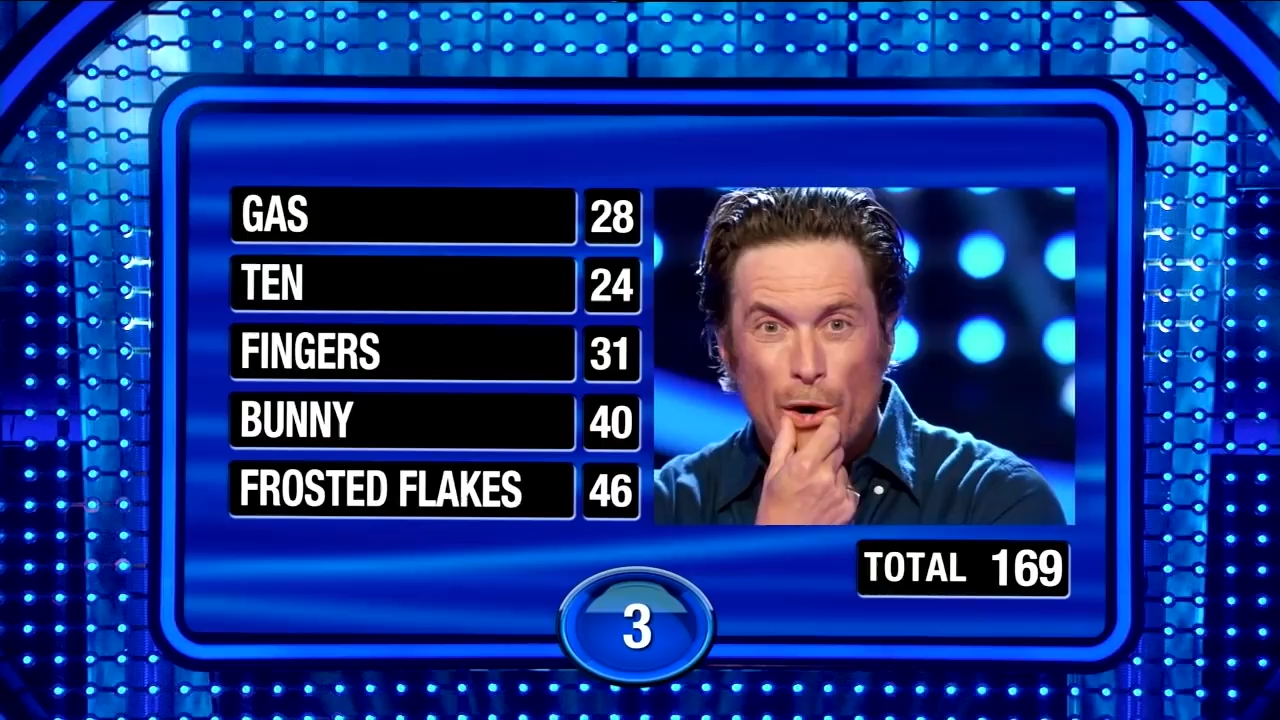 GAS 28
TEN 24
FINGERS 31
BUNNY 40
FROSTED FLAKES 46
TOTAL 169
3